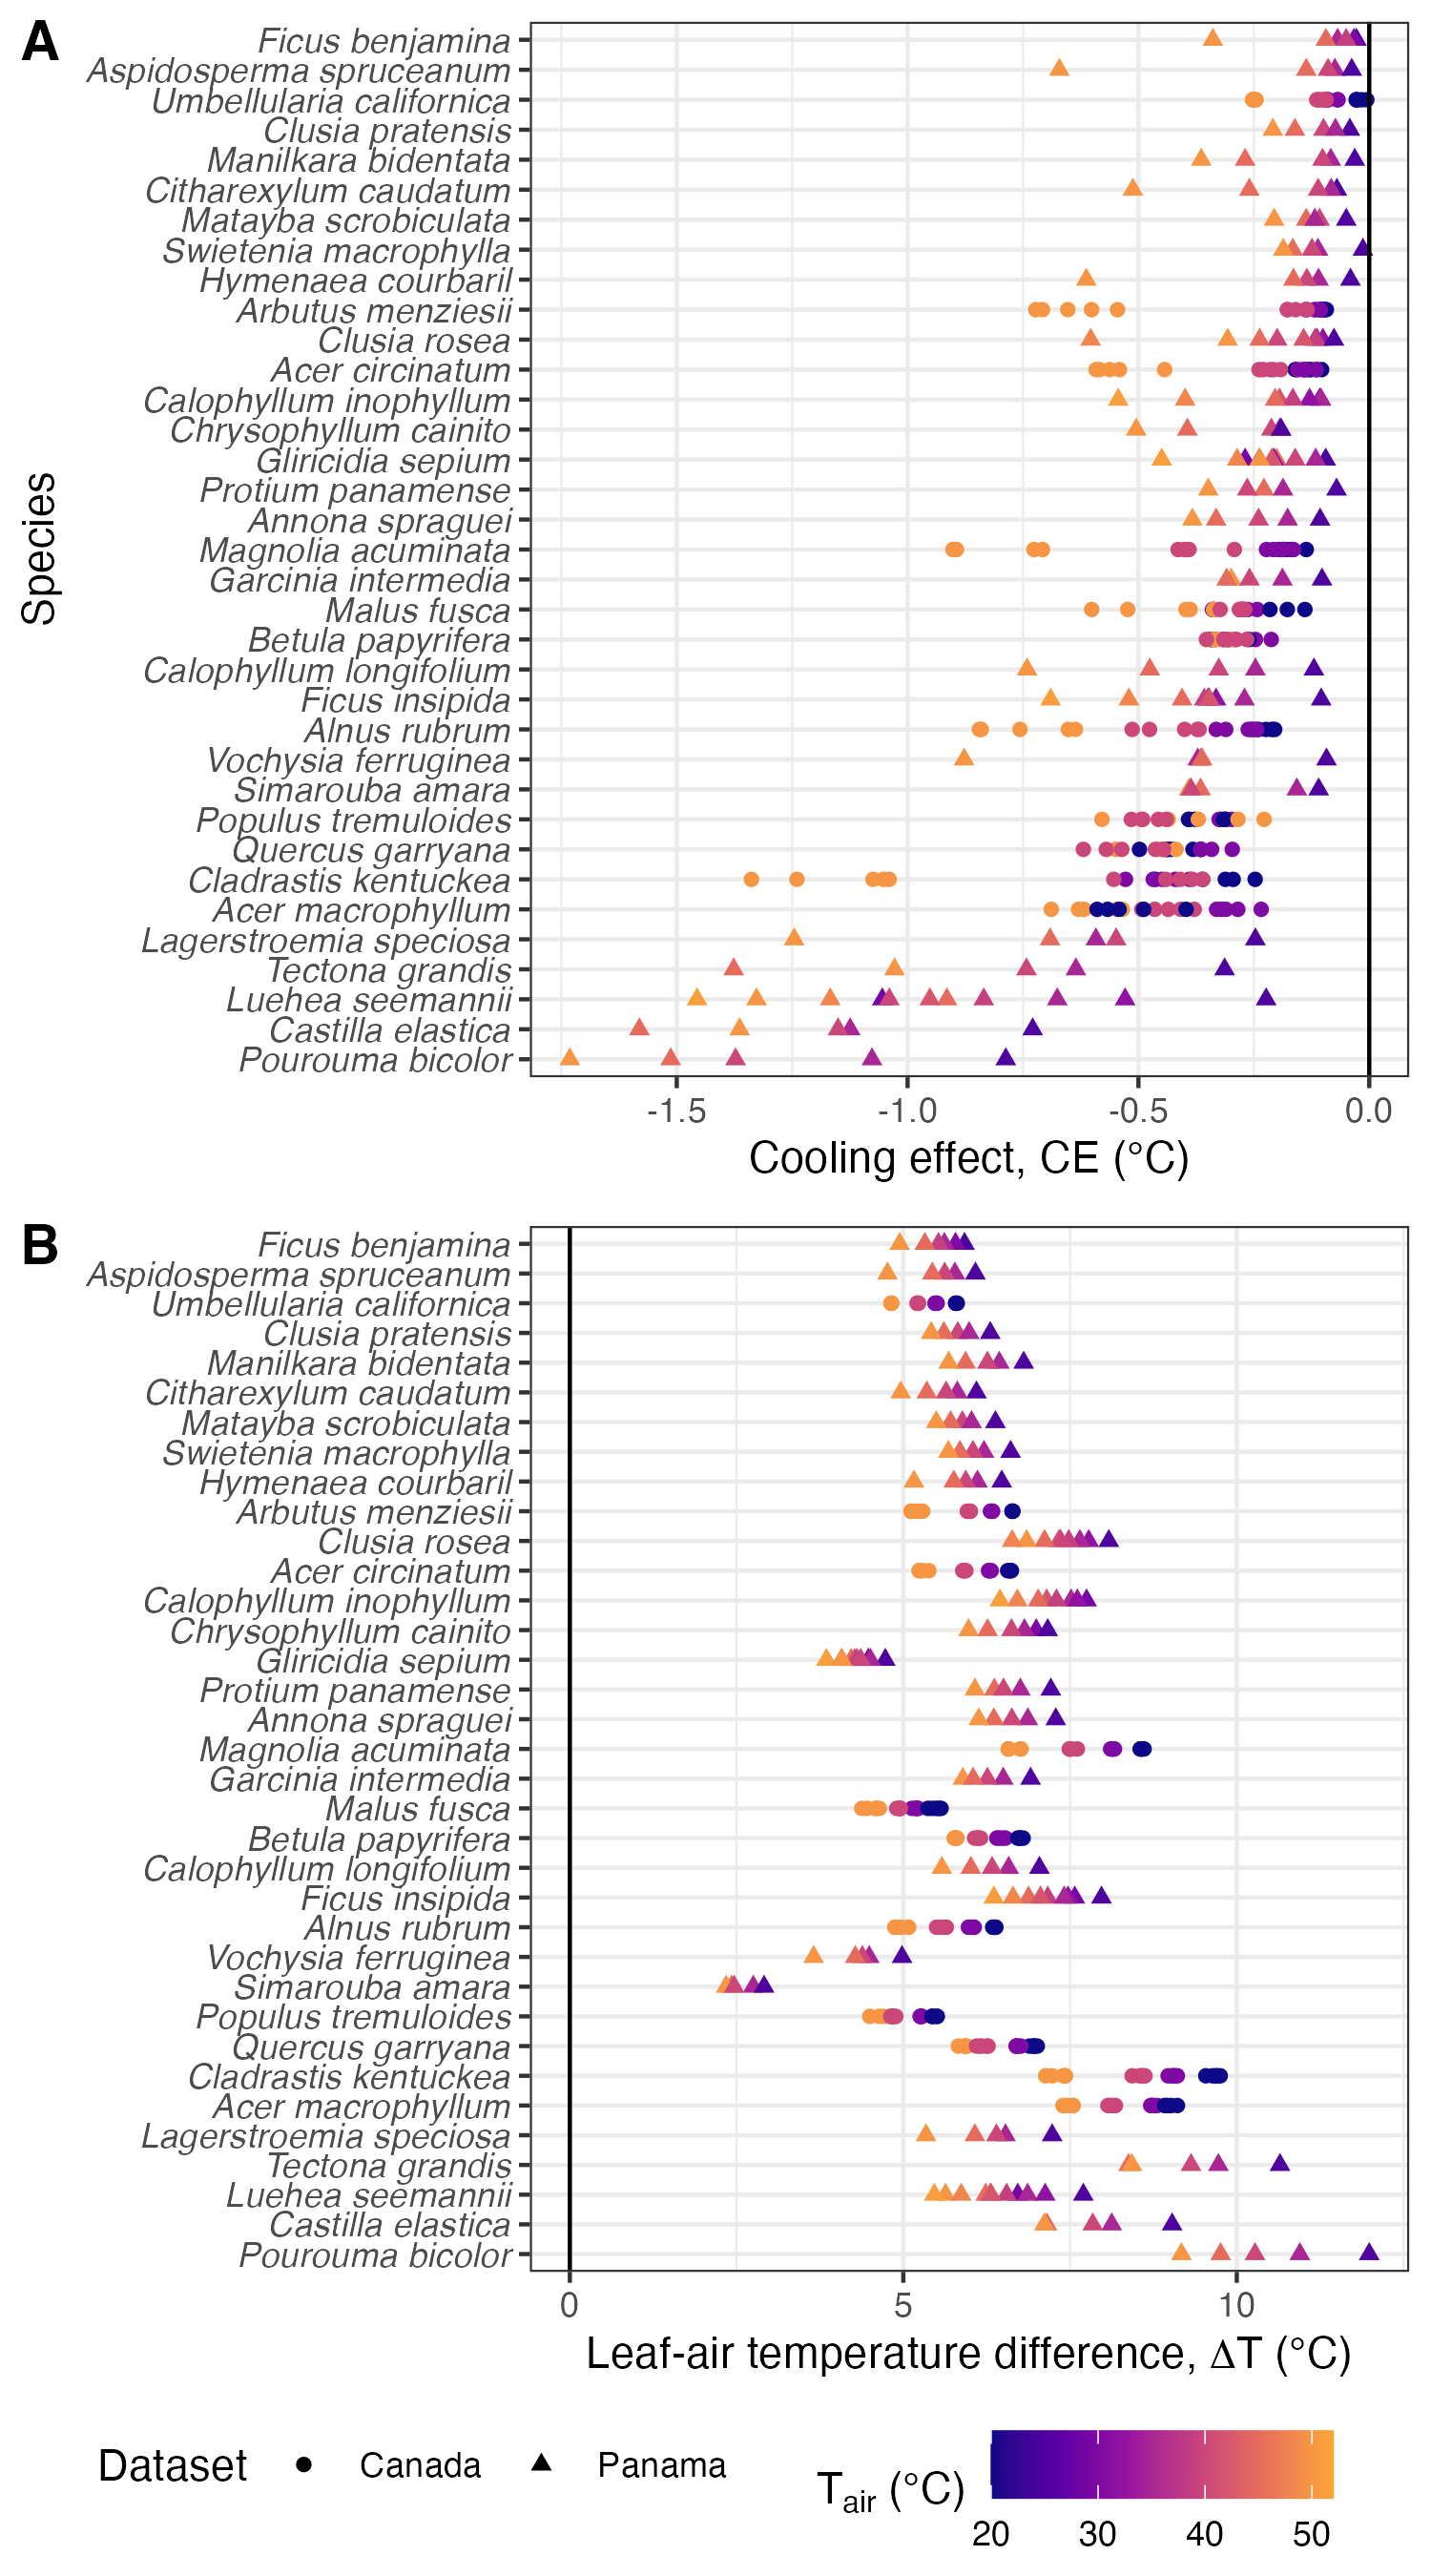 A
Ficus benjamina
Aspidosperma spruceanum
Umbellularia californica
Clusia pratensis
Manilkara bidentata
Citharexylum caudatum
Matayba scrobiculata
Swietenia macrophylla
Hymenaea courbaril
Arbutus menziesii
Clusia rosea
Acer circinatum
Calophyllum inophyllum
Chrysophyllum cainito
Gliricidia sepium
Protium panamense
Annona spraguei
Magnolia acuminata
Garcinia intermedia
Malus fusca
Betula papyrifera
Calophyllum longifolium
Ficus insipida
Alnus rubrum
Vochysia ferruginea
Simarouba amara
Populus tremuloides
Quercus garryana
Cladrastis kentuckea
Acer macrophyllum
Lagerstroemia speciosa
Tectona grandis
Luehea seemannii
Castilla elastica
Pourouma bicolor
Species
-1.5 -1.0 -0.5 0.0
Cooling effect, CE (°C)
B
Ficus benjamina
Aspidosperma spruceanum
Umbellularia californica
Clusia pratensis
Manilkara bidentata
Citharexylum caudatum
Matayba scrobiculata
Swietenia macrophylla
Hymenaea courbaril
Arbutus menziesii
Clusia rosea
Acer circinatum
Calophyllum inophyllum
Chrysophyllum cainito
Gliricidia sepium
Protium panamense
Annona spraguei
Magnolia acuminata
Garcinia intermedia
Malus fusca
Betula papyrifera
Calophyllum longifolium
Ficus insipida
Alnus rubrum
Vochysia ferruginea
Simarouba amara
Populus tremuloides
Quercus garryana
Cladrastis kentuckea
Acer macrophyllum
Lagerstroemia speciosa
Tectona grandis
Luehea seemannii
Castilla elastica
Pourouma bicolor
0 5 10
Leaf-air temperature difference, ΔT (°C)
Dataset Canada Panama
Tair (°C)
20 30 40 50